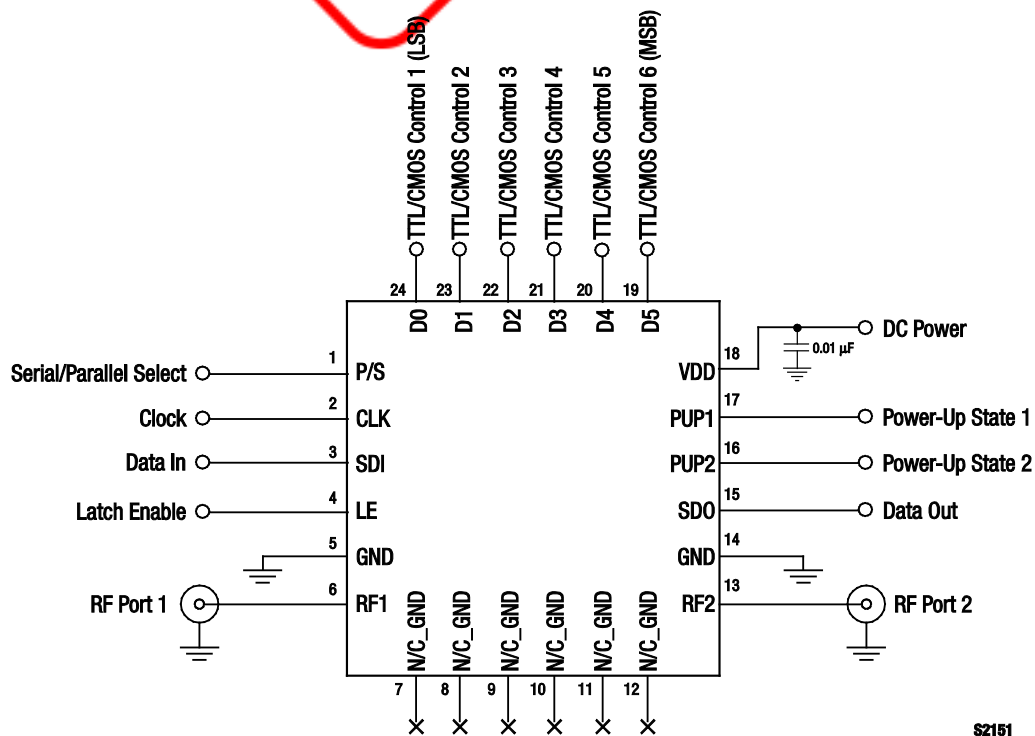 TTL/CMOS Control 1 (LSB)
TTL/CMOS Control 2
TTL/CMOS Control 3
TTL/CMOS Control 4
TTL/CMOS Control 5
TTL/CMOS Control 6 (MSB)
24 23 22 21 20 19
D0 D1 D2 D3 D4 D5
Serial/Parallel Select 1 P/S
Clock 2 CLK
Data In 3 SDI
Latch Enable 4 LE
5 GND
RF Port 1 6 RF1
VDD 18 0.01 µF DC Power
PUP1 17 Power-Up State 1
PUP2 16 Power-Up State 2
SDO 15 Data Out
GND 14
RF2 13 RF Port 2
N/C_GND N/C_GND N/C_GND N/C_GND N/C_GND N/C_GND
7 8 9 10 11 12
S2151